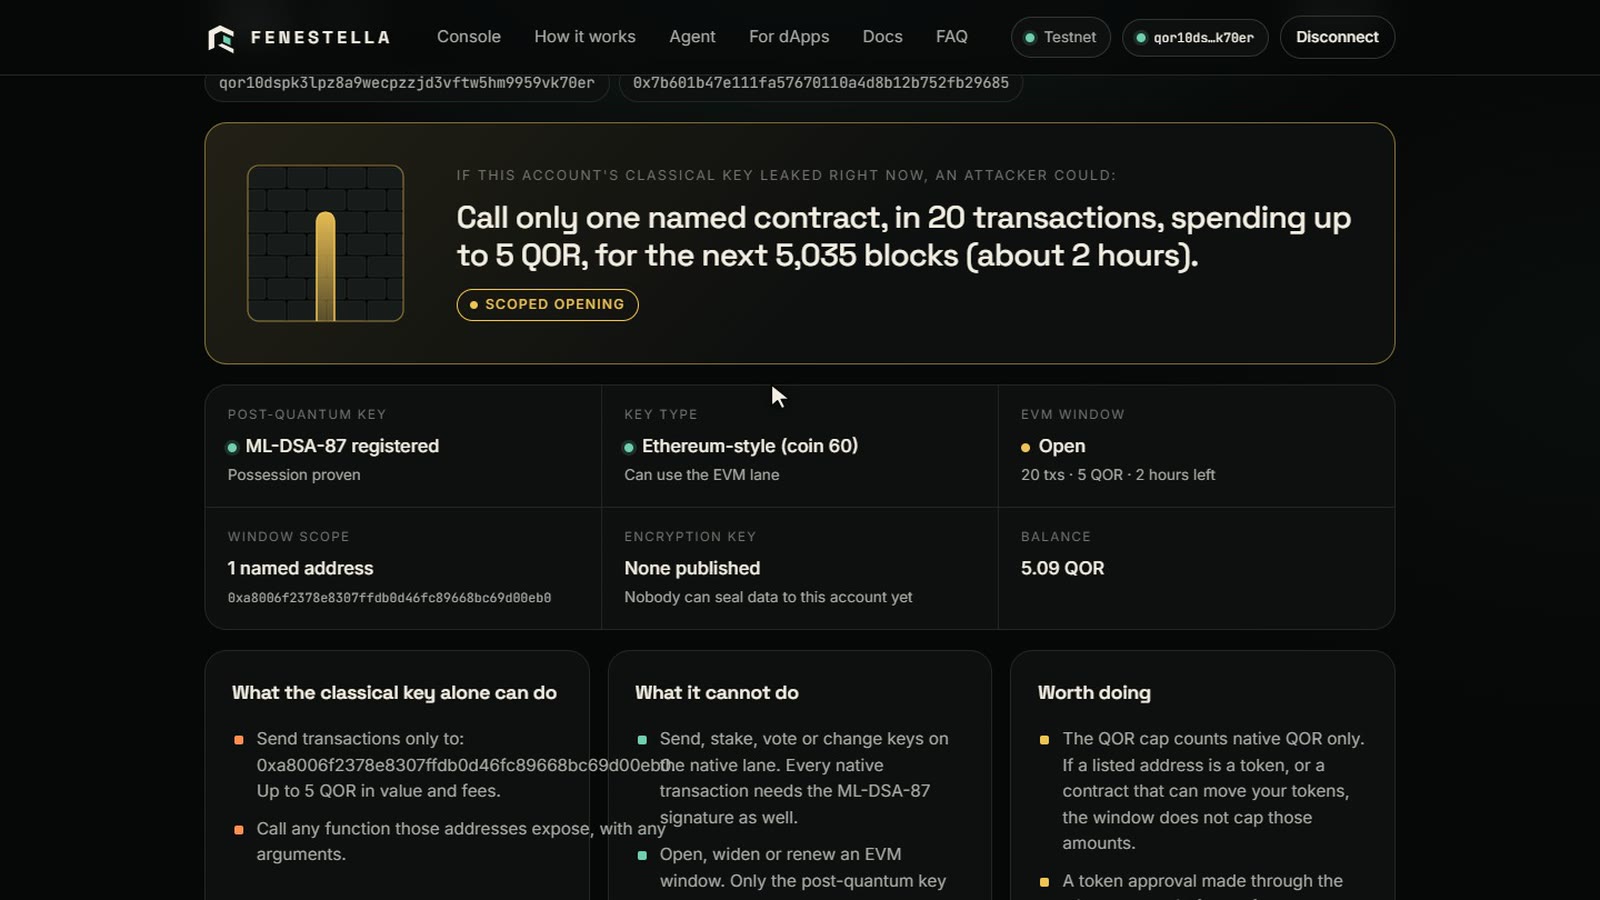 FENESTELLA
Console
How it works
Agent
For dApps
Docs
FAQ
Testnet
qor10ds…k70er
Disconnect
qor10dspk3lpz8a9wecpzzjd3vftw5hm9959vk70er
0x7b601b47e111fa57670110a4d8b12b752fb29685
IF THIS ACCOUNT'S CLASSICAL KEY LEAKED RIGHT NOW, AN ATTACKER COULD:
Call only one named contract, in 20 transactions, spending up
to 5 QOR, for the next 5,035 blocks (about 2 hours).
SCOPED OPENING
POST-QUANTUM KEY
ML-DSA-87 registered
Possession proven
KEY TYPE
Ethereum-style (coin 60)
Can use the EVM lane
EVM WINDOW
Open
20 txs · 5 QOR · 2 hours left
WINDOW SCOPE
1 named address
0xa8006f2378e8307ffdb0d46fc89668bc69d00eb0
ENCRYPTION KEY
None published
Nobody can seal data to this account yet
BALANCE
5.09 QOR
What the classical key alone can do
Send transactions only to:
0xa8006f2378e8307ffdb0d46fc89668bc69d00eb0.
Up to 5 QOR in value and fees.
Call any function those addresses expose, with any
arguments.
What it cannot do
Send, stake, vote or change keys on
the native lane. Every native
transaction needs the ML-DSA-87
signature as well.
Open, widen or renew an EVM
window. Only the post-quantum key
Worth doing
The QOR cap counts native QOR only.
If a listed address is a token, or a
contract that can move your tokens,
the window does not cap those
amounts.
A token approval made through the